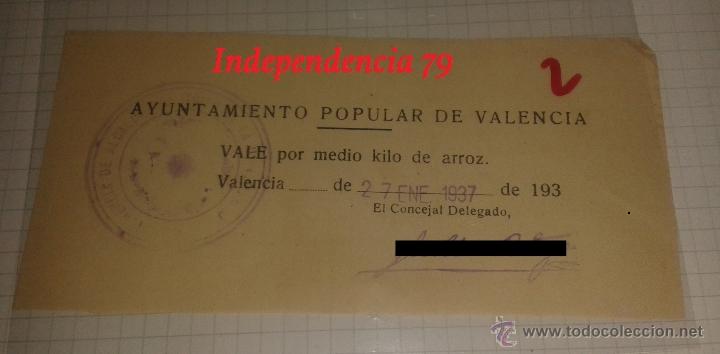 Independencia 79
2
AYUNTAMIENTO POPULAR DE VALENCIA
VALE por medio kilo de arroz.
Valencia ...... de 27 ENE. 1937 de 193
El Concejal Delegado,
© www.todocoleccion.net